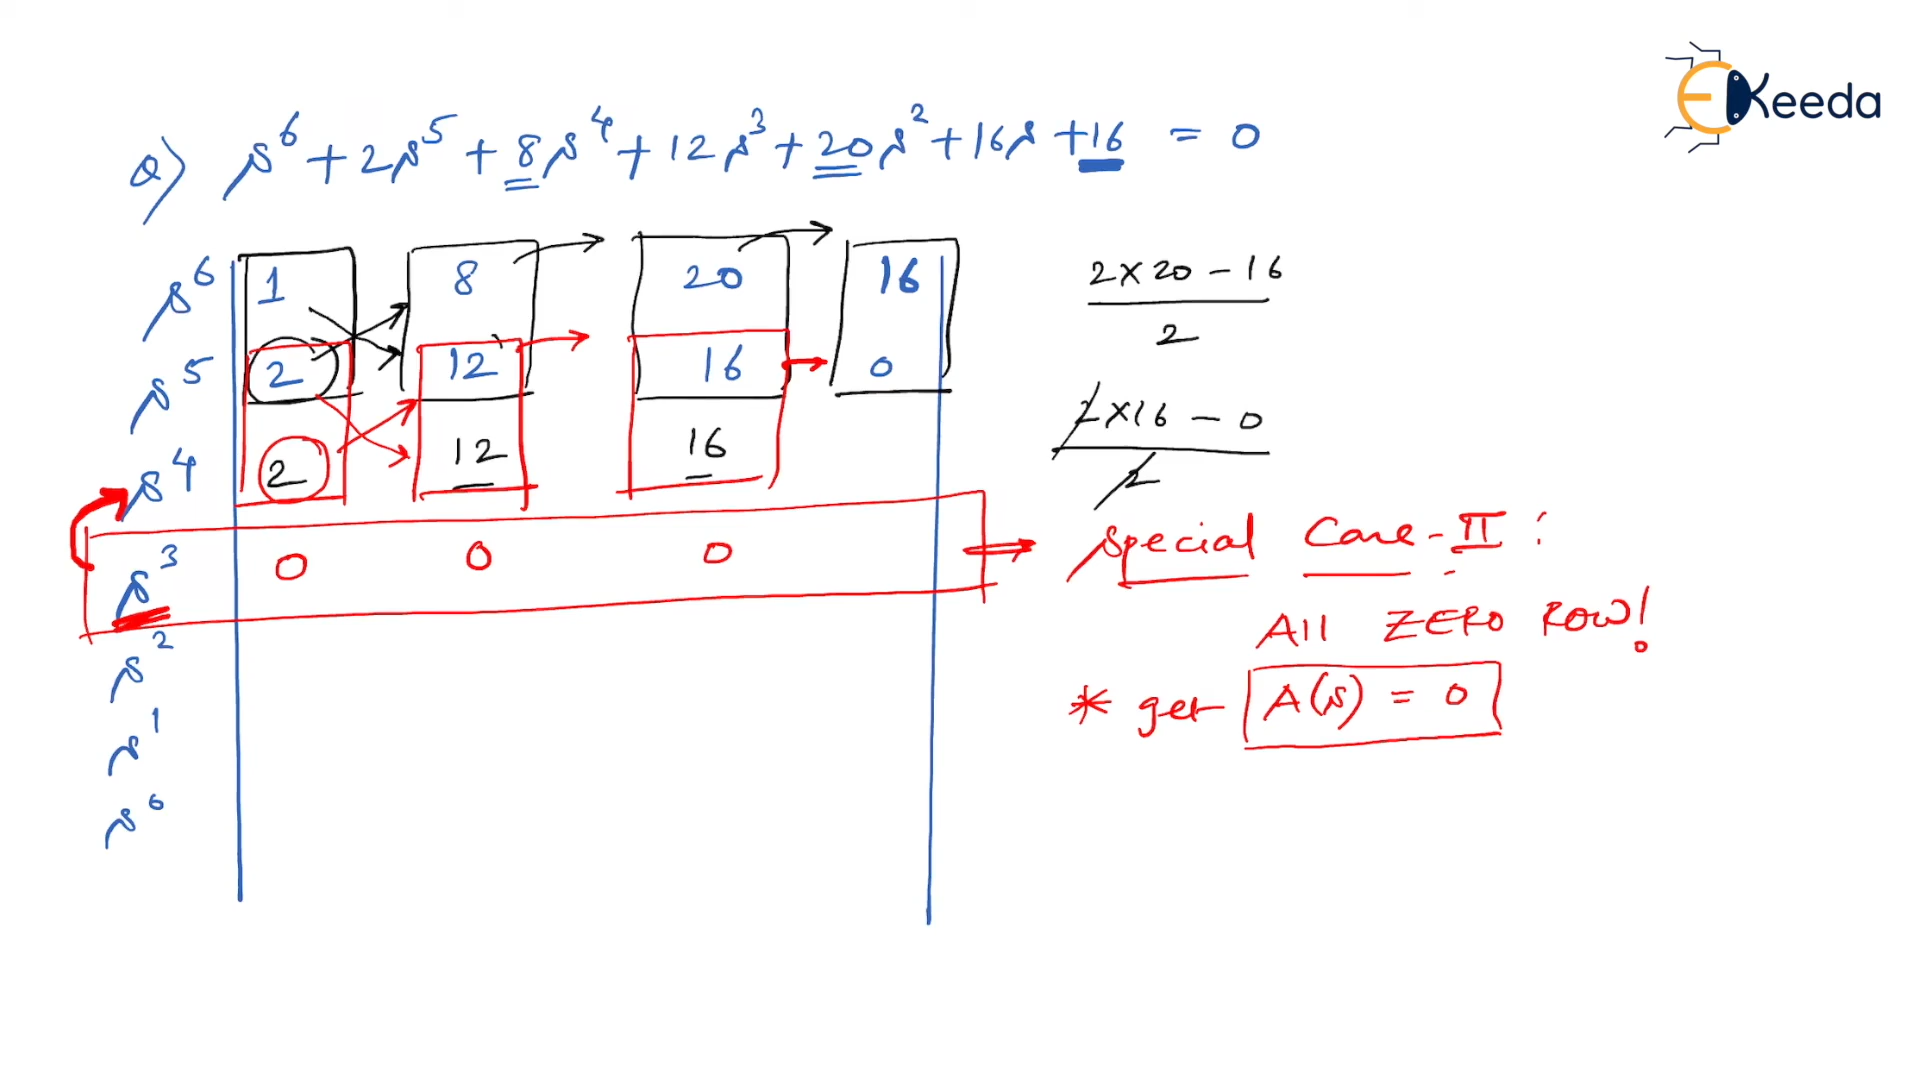 EKeeda
a) s⁶ + 2s⁵ + 8s⁴ + 12s³ + 20s² + 16s + 16 = 0
s⁶ 1 8 20 16
s⁵ 2 12 16 0
s⁴ 2 12 16
s³ 0 0 0
s²
s¹
s⁰
2×20 - 16
2
2×16 - 0
2
Special Case - II :
All ZERO ROW!
* get A(s) = 0